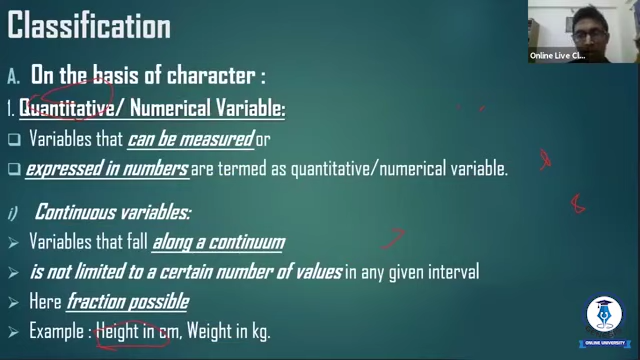 Classification
Online Live Cl...
A. On the basis of character :
1. Quantitative/ Numerical Variable:
Variables that can be measured or
expressed in numbers are termed as quantitative/numerical variable.
i) Continuous variables:
Variables that fall along a continuum
is not limited to a certain number of values in any given interval
Here fraction possible
Example : Height in cm, Weight in kg.
ONLINE UNIVERSITY